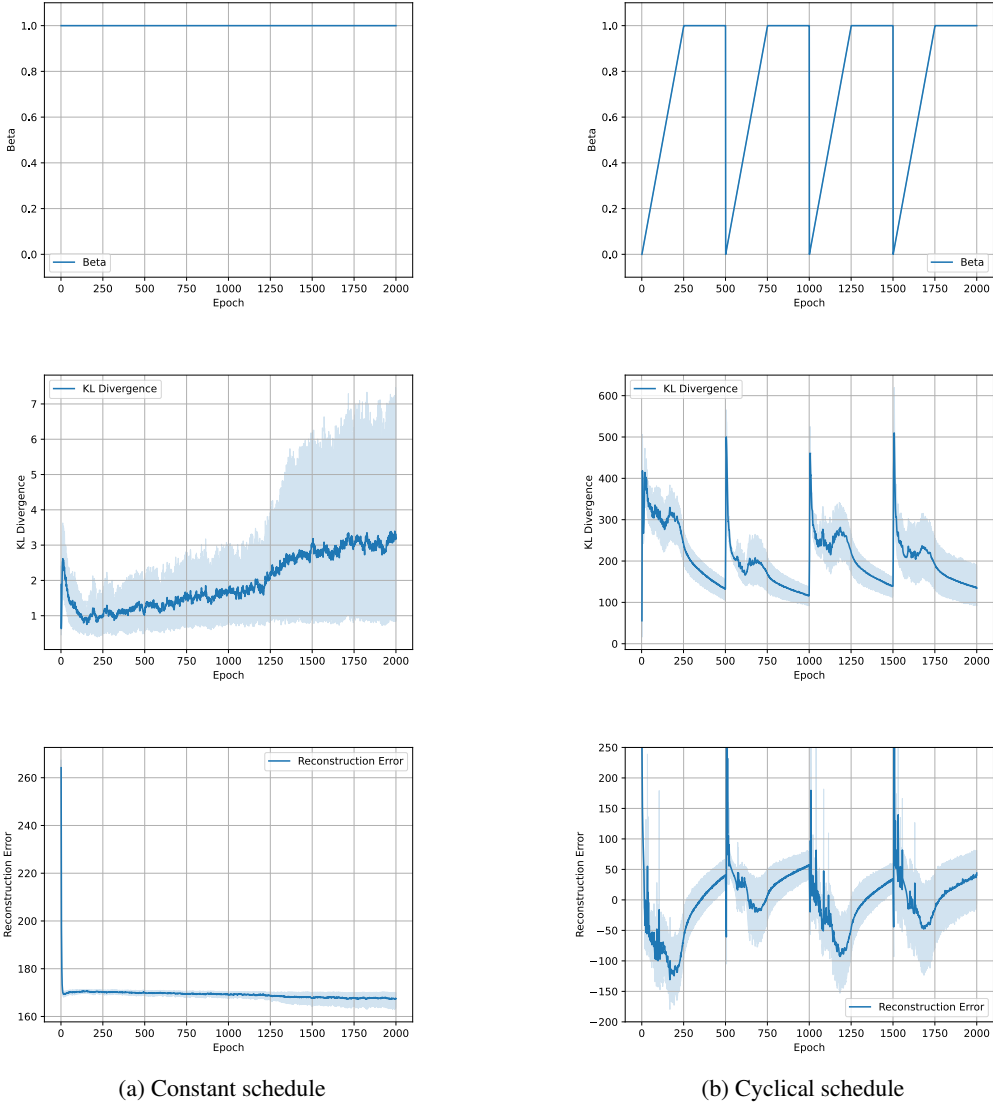 1.0
0.8
0.6
0.4
0.2
0.0
Beta
Beta
0 250 500 750 1000 1250 1500 1750 2000
Epoch
1.0
0.8
0.6
0.4
0.2
0.0
Beta
Beta
0 250 500 750 1000 1250 1500 1750 2000
Epoch
KL Divergence
7
6
5
4
3
2
1
KL Divergence
0 250 500 750 1000 1250 1500 1750 2000
Epoch
KL Divergence
600
500
400
300
200
100
0
KL Divergence
0 250 500 750 1000 1250 1500 1750 2000
Epoch
Reconstruction Error
260
240
220
200
180
160
Reconstruction Error
0 250 500 750 1000 1250 1500 1750 2000
Epoch
250
200
150
100
50
0
−50
−100
−150
−200
Reconstruction Error
Reconstruction Error
0 250 500 750 1000 1250 1500 1750 2000
Epoch
(a) Constant schedule
(b) Cyclical schedule